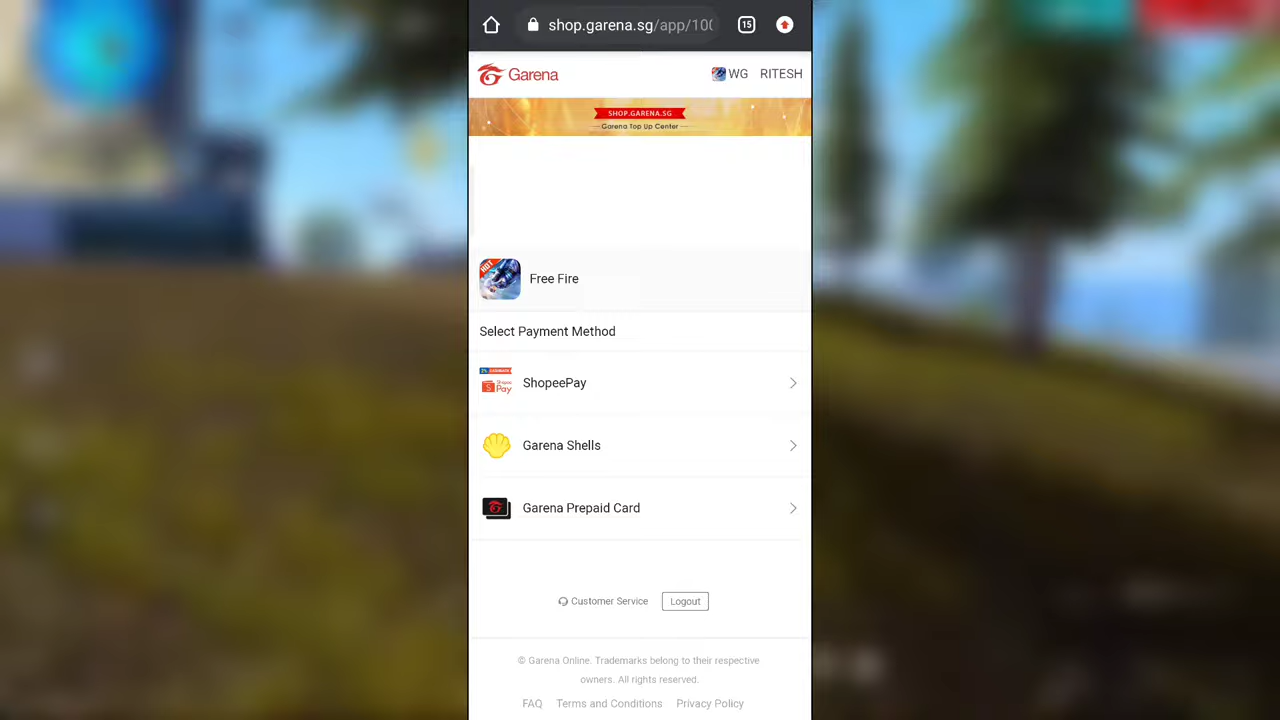 shop.garena.sg/app/100
15
Garena
WG RITESH
SHOP.GARENA.SG
Garena Top Up Center
HOT
Free Fire
Select Payment Method
Pay
ShopeePay
Garena Shells
Garena Prepaid Card
Customer Service Logout
© Garena Online. Trademarks belong to their respective
owners. All rights reserved.
FAQ Terms and Conditions Privacy Policy